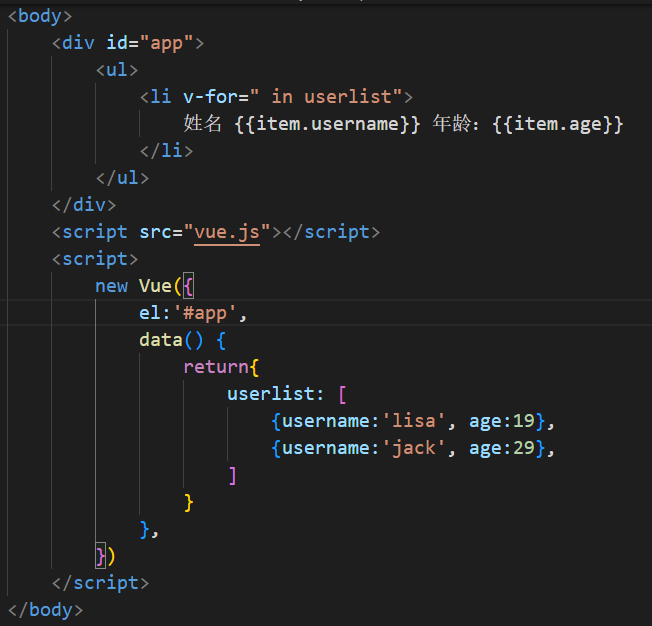 <body>
<div id="app">
<ul>
<li v-for=" in userlist">
姓名 {{item.username}} 年龄: {{item.age}}
</li>
</ul>
</div>
<script src="vue.js"></script>
<script>
new Vue({
el:'#app',
data() {
return{
userlist: [
{username:'lisa', age:19},
{username:'jack', age:29},
]
}
},
})
</script>
</body>